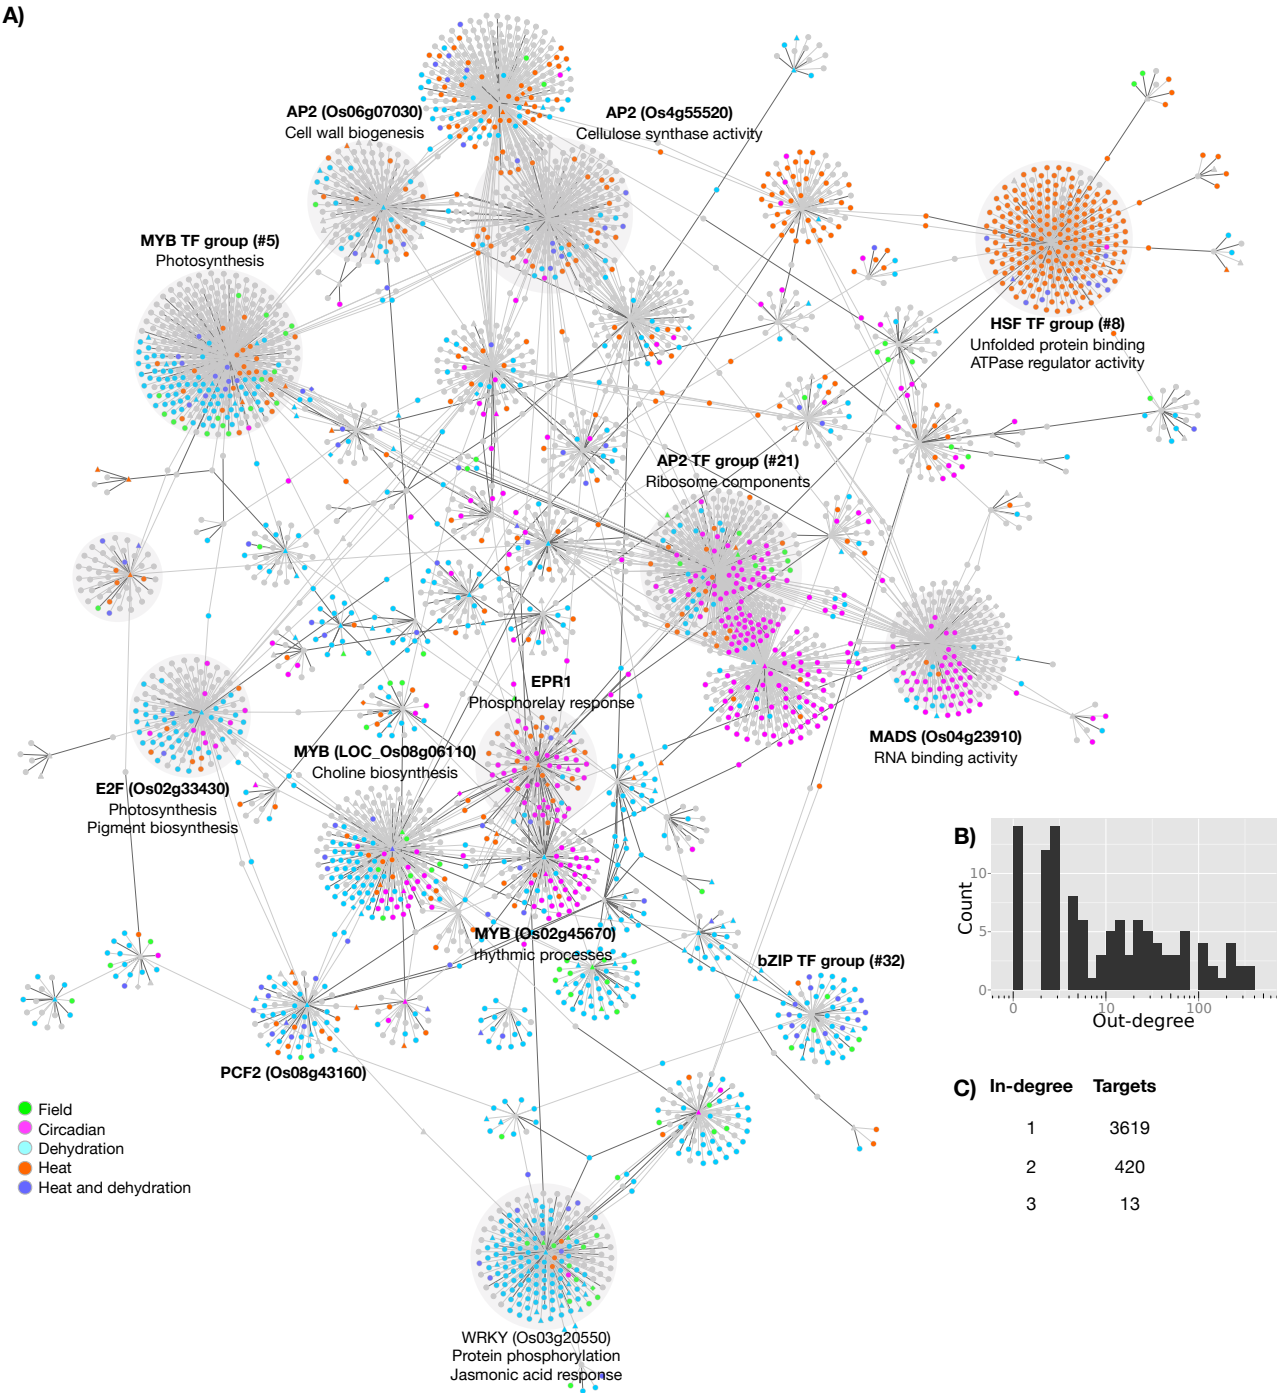 A)
AP2 (Os06g07030)
Cell wall biogenesis
AP2 (Os4g55520)
Cellulose synthase activity
MYB TF group (#5)
Photosynthesis
HSF TF group (#8)
Unfolded protein binding
ATPase regulator activity
AP2 TF group (#21)
Ribosome components
EPR1
Phosphorelay response
MADS (Os04g23910)
RNA binding activity
MYB (LOC_Os08g06110)
Choline biosynthesis
E2F (Os02g33430)
Photosynthesis
Pigment biosynthesis
MYB (Os02g45670)
rhythmic processes
bZIP TF group (#32)
PCF2 (Os08g43160)
Field
Circadian
Dehydration
Heat
Heat and dehydration
WRKY (Os03g20550)
Protein phosphorylation
Jasmonic acid response
B)
Count
10
5
0
0 10 100
Out-degree
C) In-degree Targets
1 3619
2 420
3 13